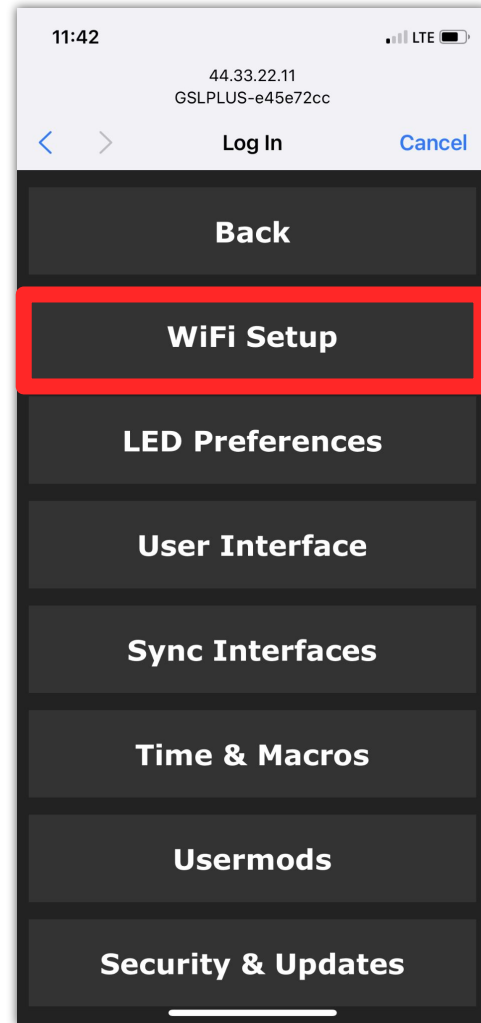 11:42 LTE
44.33.22.11
GSLPLUS-e45e72cc
Log In Cancel
Back
WiFi Setup
LED Preferences
User Interface
Sync Interfaces
Time & Macros
Usermods
Security & Updates